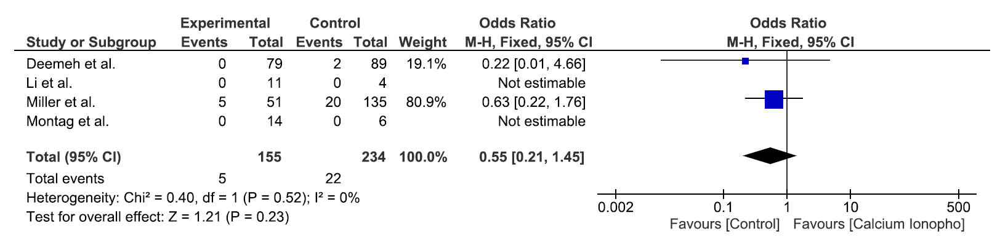 Experimental Control Odds Ratio Odds Ratio
Study or Subgroup Events Total Events Total Weight M-H, Fixed, 95% CI M-H, Fixed, 95% CI
Deemeh et al. 0 79 2 89 19.1% 0.22 [0.01, 4.66]
Li et al. 0 11 0 4 Not estimable
Miller et al. 5 51 20 135 80.9% 0.63 [0.22, 1.76]
Montag et al. 0 14 0 6 Not estimable
Total (95% CI) 155 234 100.0% 0.55 [0.21, 1.45]
Total events 5 22
Heterogeneity: Chi² = 0.40, df = 1 (P = 0.52); I² = 0%
Test for overall effect: Z = 1.21 (P = 0.23)
0.002 0.1 1 10 500
Favours [Control] Favours [Calcium Ionopho]